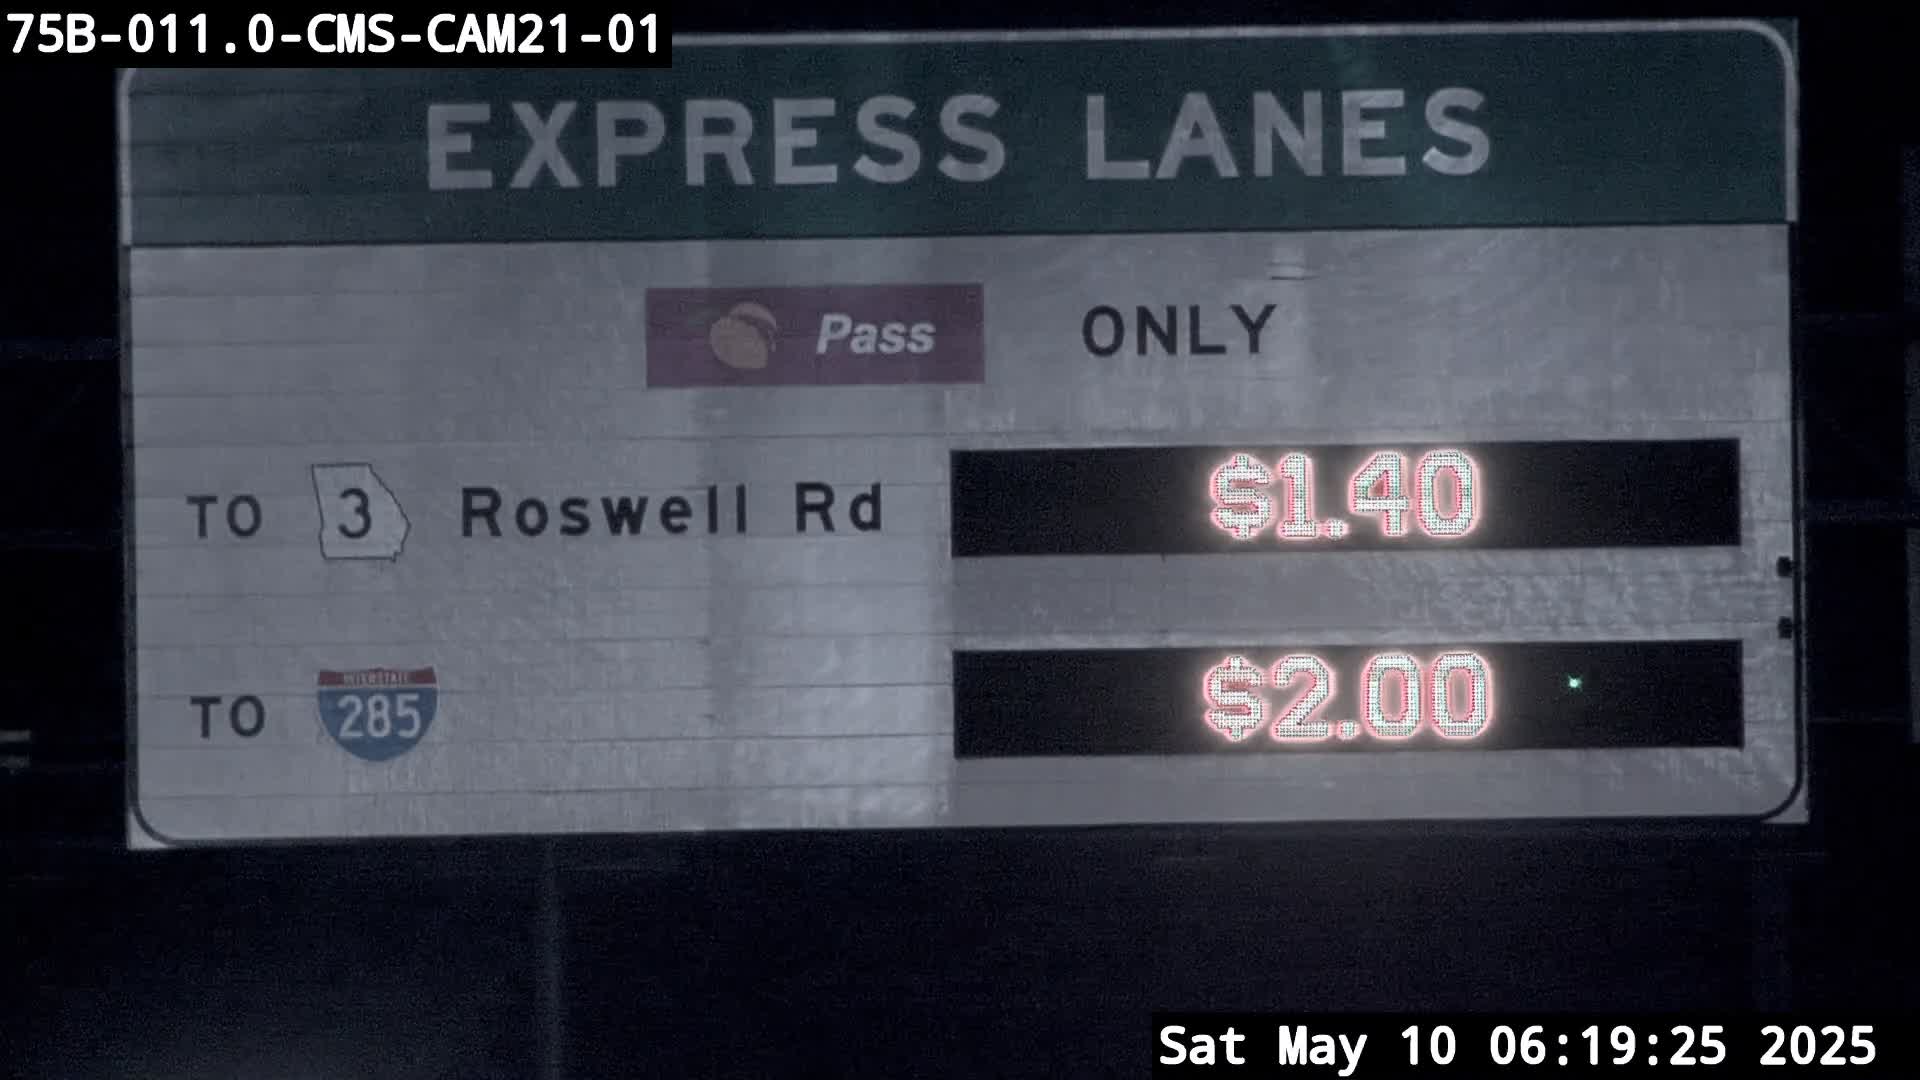 75B-011.0-CMS-CAM21-01
EXPRESS LANES
Pass ONLY
TO 3 Roswell Rd $1.40
TO INTERSTATE 285 $2.00
Sat May 10 06:19:25 2025